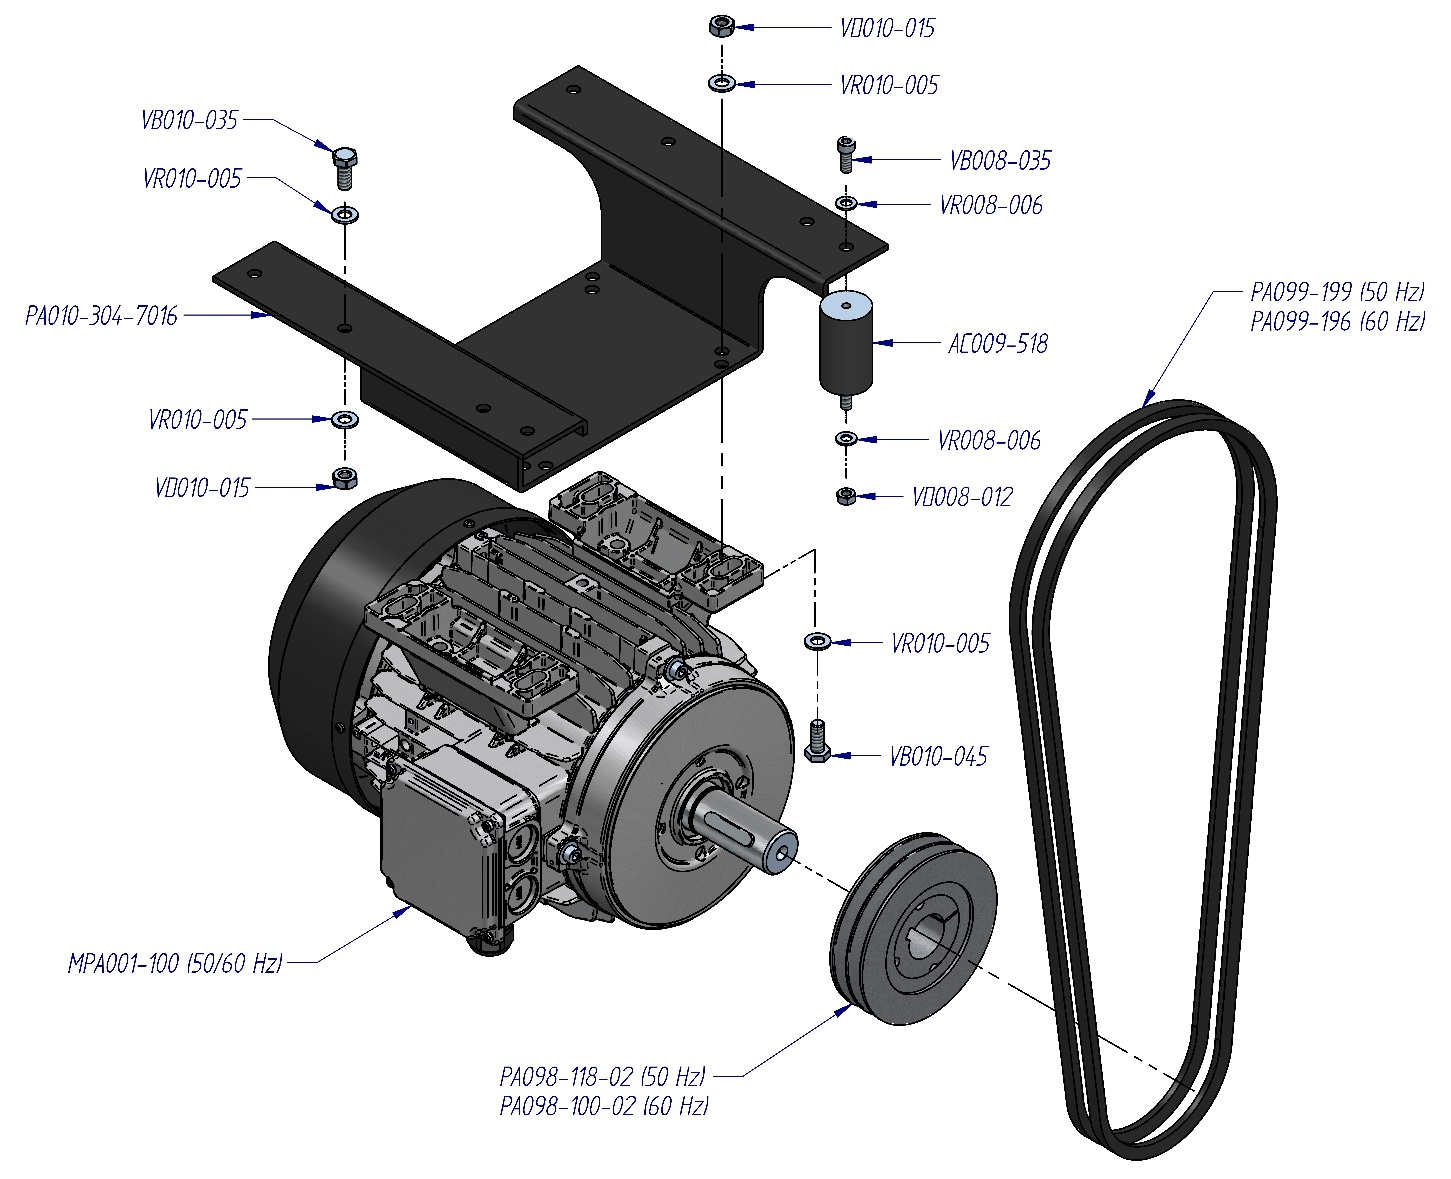 VD010-015
VR010-005
VB010-035
VR010-005
VB008-035
VR008-006
PA010-304-7016
PA099-199 (50 Hz)
PA099-196 (60 Hz)
AC009-518
VR010-005
VR008-006
VD010-015
VD008-012
VR010-005
VB010-045
MPA001-100 (50/60 Hz)
PA098-118-02 (50 Hz)
PA098-100-02 (60 Hz)